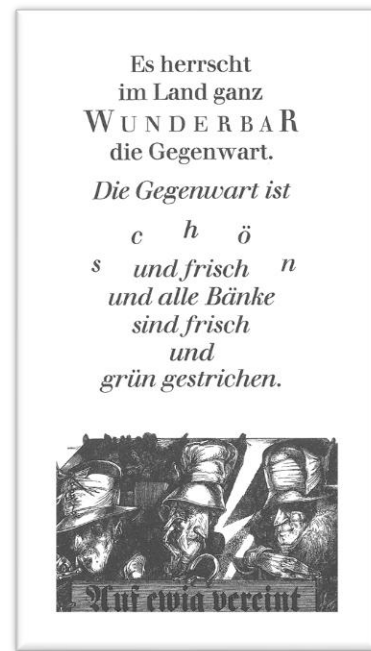 Es herrscht
im Land ganz
WUNDERBAR
die Gegenwart.
Die Gegenwart ist
schön
und frisch
und alle Bänke
sind frisch
und
grün gestrichen.
Auf ewig vereint